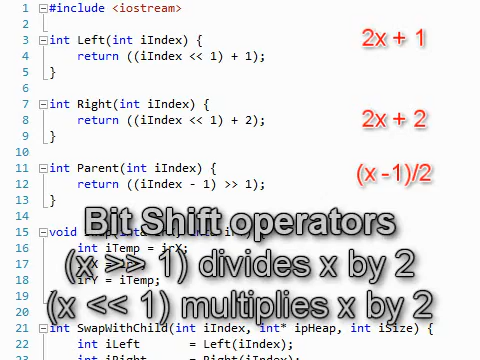 1 #include <iostream>
2
3 int Left(int iIndex) {
2x + 1
4 return ((iIndex << 1) + 1);
5 }
6
7 int Right(int iIndex) {
2x + 2
8 return ((iIndex << 1) + 2);
9 }
10
11 int Parent(int iIndex) {
(x -1)/2
12 return ((iIndex - 1) >> 1);
13 }
14
Bit Shift operators
15 void
16 int iTemp = irX;
(x >> 1) divides x by 2
17
18 irY = iTemp;
(x << 1) multiplies x by 2
19
20
21 int SwapWithChild(int iIndex, int* ipHeap, int iSize) {
22 int iLeft = Left(iIndex);
23 int iRight = Right(iIndex);